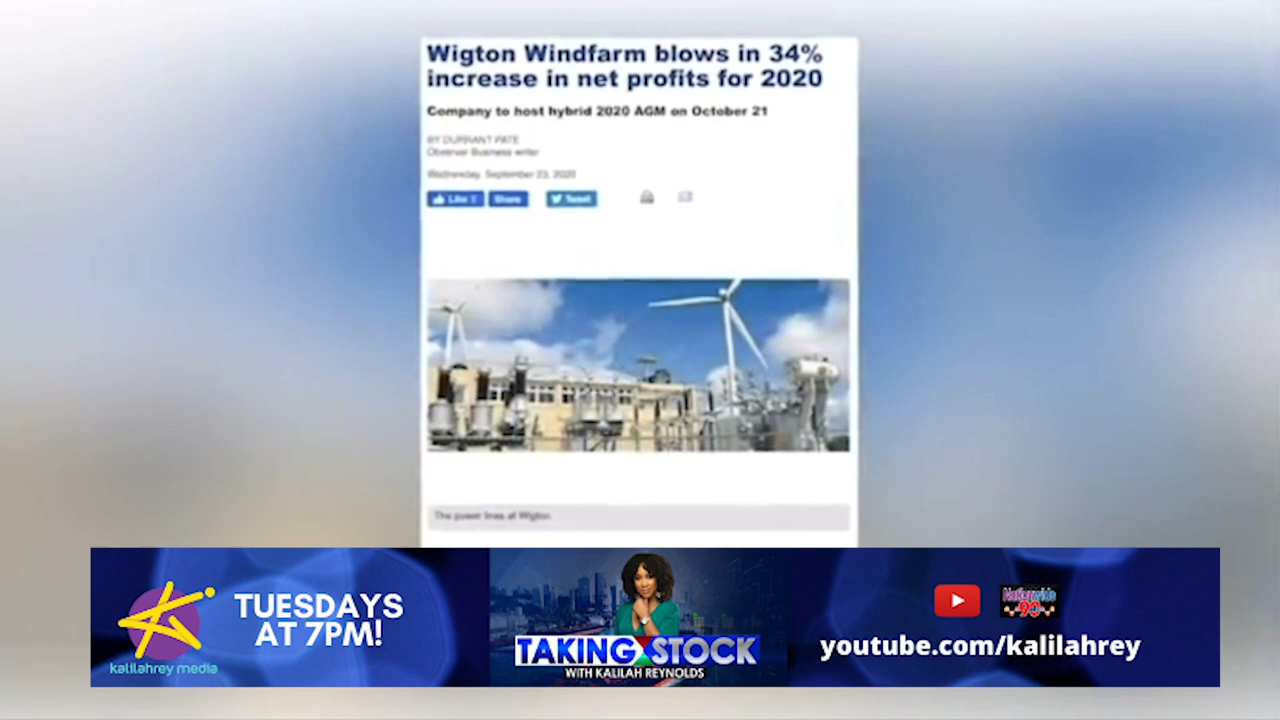 Wigton Windfarm blows in 34%
increase in net profits for 2020
Company to host hybrid 2020 AGM on October 21
BY DURRANT PATE
Observer Business writer
Wednesday, September 23, 2020
Like
Share
Tweet
The power lines at Wigton.
kalilahrey media
TUESDAYS
AT 7PM!
TAKING STOCK
WITH KALILAH REYNOLDS
Nationwide
90
youtube.com/kalilahrey